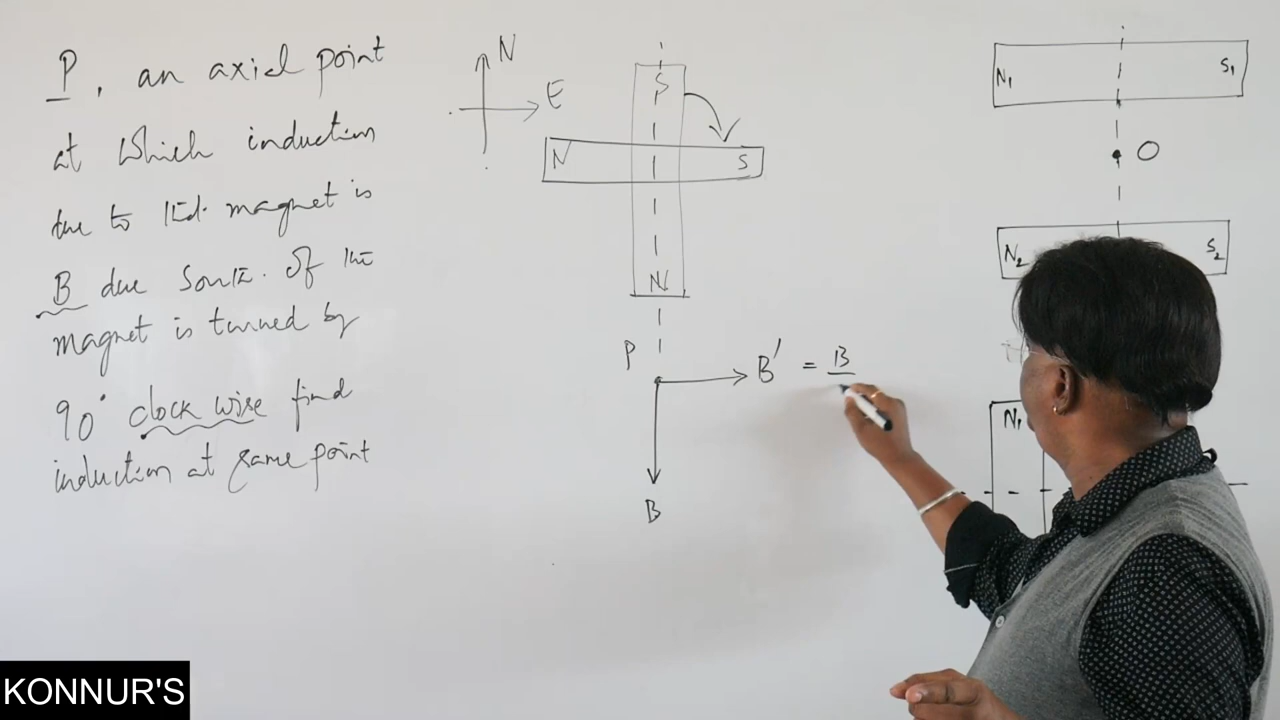 P, an axial point
at which induction
due to the magnet is
B due South. If the
magnet is turned by
90° clock wise find
induction at same point
N
E
S
N
S
N
P
B' = B
B
N₁
S₁
O
N₂
S₂
N₁
KONNUR'S